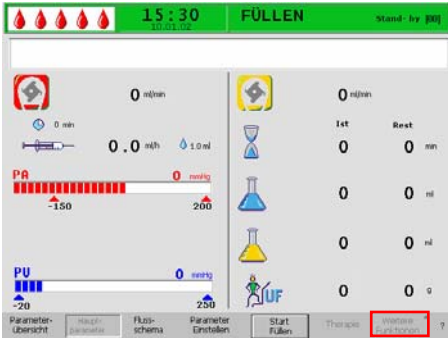 15:30
10.01.02
FÜLLEN
Stand- by [00]
0 ml/min
0 ml/min
0 min
0.0 ml/h
1.0 ml
Ist Rest
0 0 min
PA 0 mmHg
-150 200
0 0 ml
0 0 ml
PV 0 mmHg
-20 250
UF 0 0 g
Parameter-
übersicht
Haupt-
parameter
Fluss-
schema
Parameter
Einstellen
Start
Füllen
Therapie
Weitere
Funktionen
?